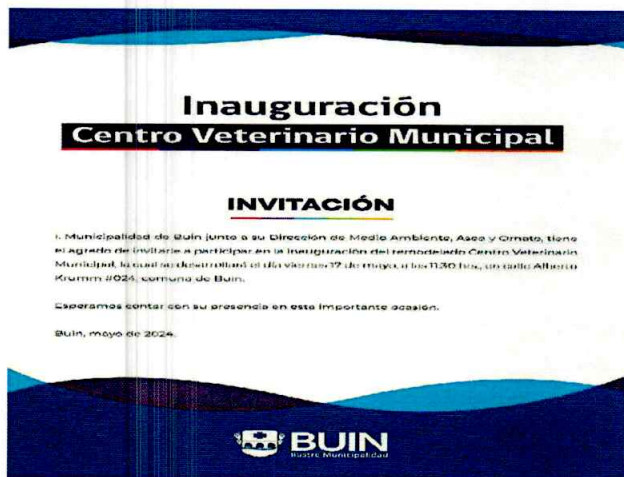 Inauguración
Centro Veterinario Municipal
INVITACIÓN
I. Municipalidad de Buin junto a su Dirección de Medio Ambiente, Aseo y Ornato, tiene
el agrado de invitarle a participar en la inauguración del remodelado Centro Veterinario
Municipal, la cual se desarrollará el día viernes 17 de mayo, a las 11:30 hrs., en calle Alberto
Krumm #024, comuna de Buin.
Esperamos contar con su presencia en esta importante ocasión.
Buin, mayo de 2024.
BUIN
Ilustre Municipalidad